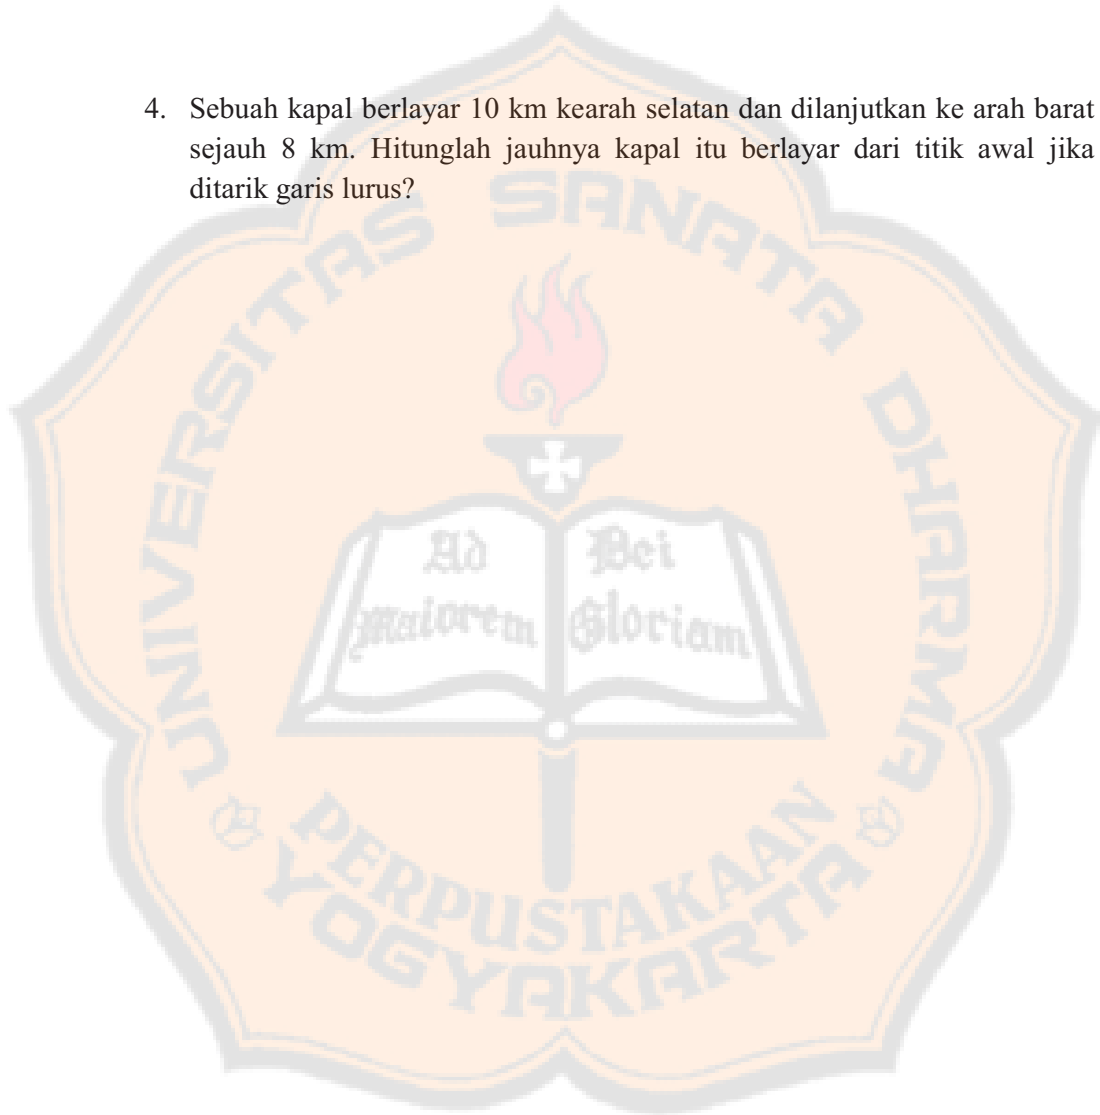 4. Sebuah kapal berlayar 10 km kearah selatan dan dilanjutkan ke arah barat
sejauh 8 km. Hitunglah jauhnya kapal itu berlayar dari titik awal jika
ditarik garis lurus?
UNIVERSITAS SANATA DHARMA
Ad Dei
maiorem Gloriam
PERPUSTAKAAN
YOGYAKARTA